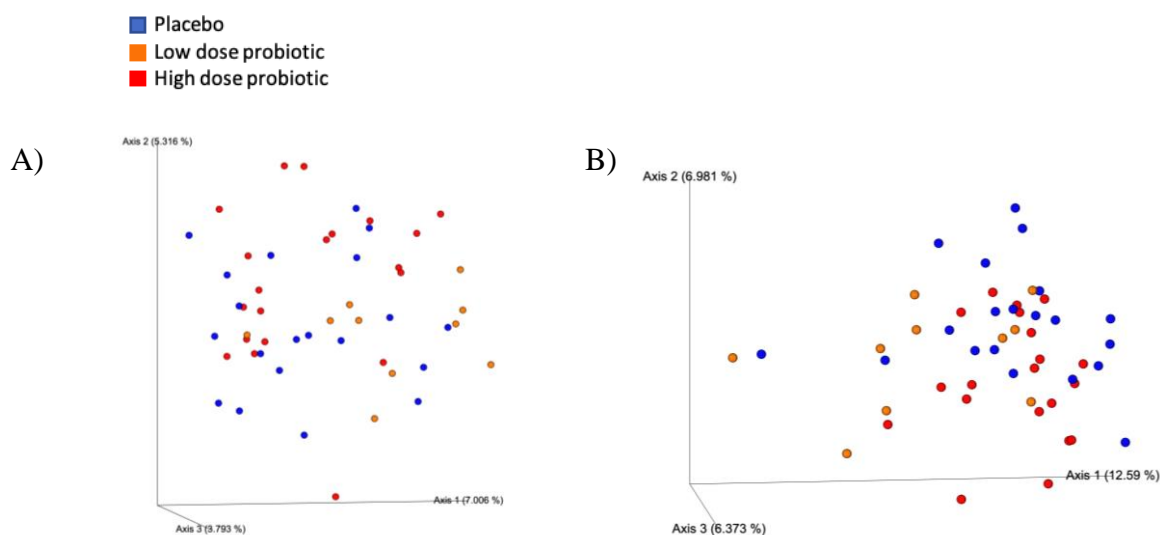 Placebo
Low dose probiotic
High dose probiotic
A)
Axis 2 (5.316 %)
Axis 1 (7.006 %)
Axis 3 (3.793 %)
B)
Axis 2 (6.981 %)
Axis 1 (12.59 %)
Axis 3 (6.373 %)